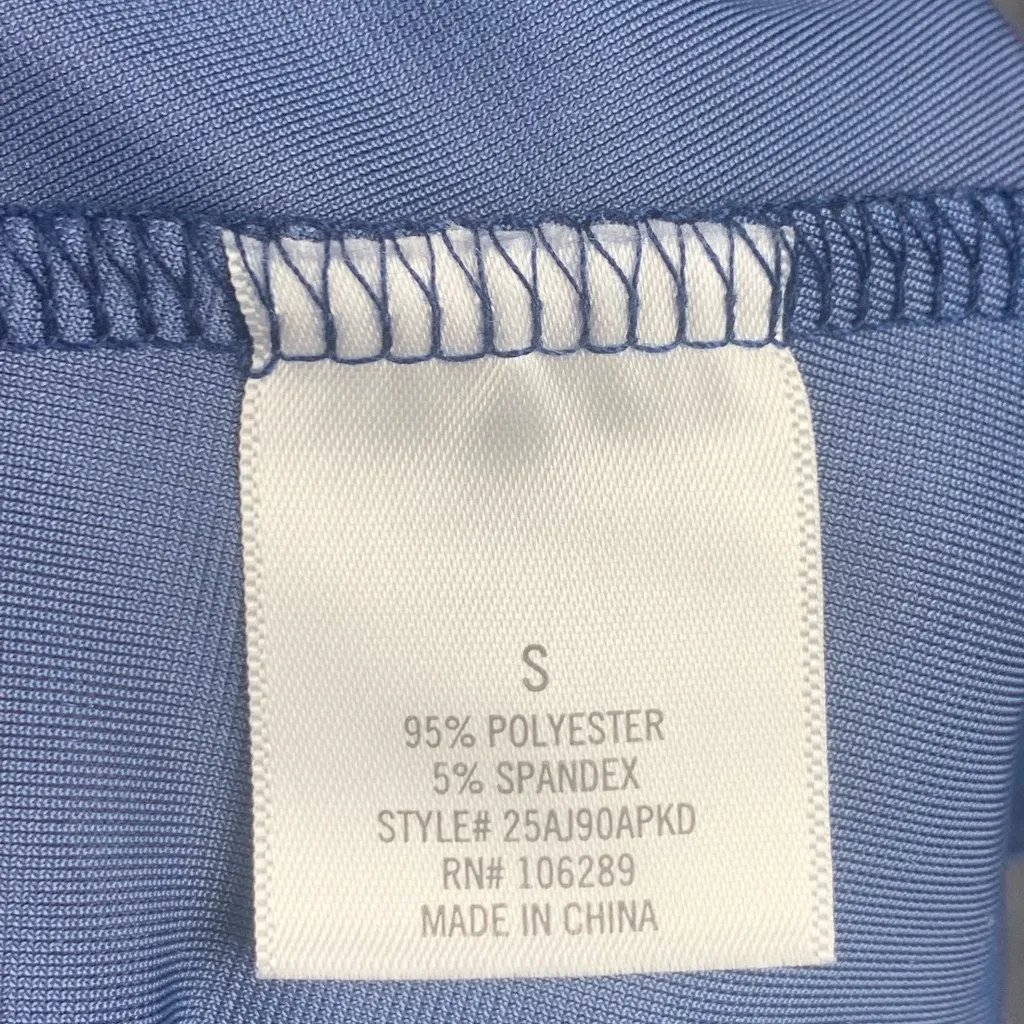 S
95% POLYESTER
5% SPANDEX
STYLE# 25AJ90APKD
RN# 106289
MADE IN CHINA